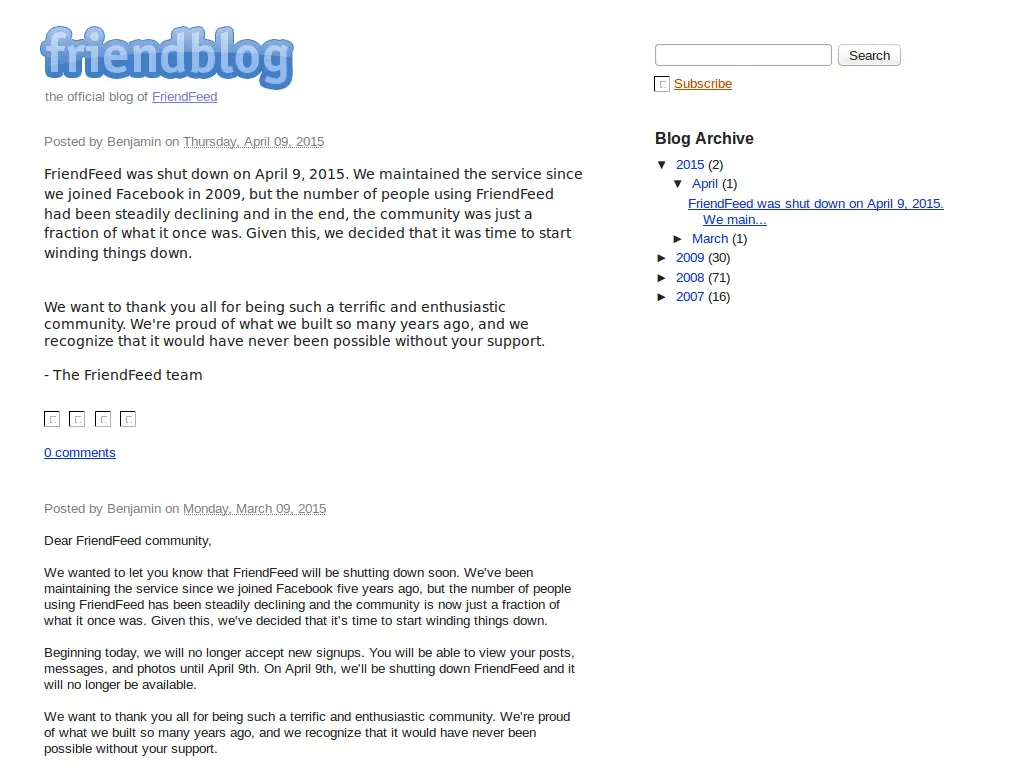 friendblog
the official blog of FriendFeed
Search
Subscribe
Posted by Benjamin on Thursday, April 09, 2015
FriendFeed was shut down on April 9, 2015. We maintained the service since
we joined Facebook in 2009, but the number of people using FriendFeed
had been steadily declining and in the end, the community was just a
fraction of what it once was. Given this, we decided that it was time to start
winding things down.
We want to thank you all for being such a terrific and enthusiastic
community. We're proud of what we built so many years ago, and we
recognize that it would have never been possible without your support.
- The FriendFeed team
0 comments
Posted by Benjamin on Monday, March 09, 2015
Dear FriendFeed community,
We wanted to let you know that FriendFeed will be shutting down soon. We've been
maintaining the service since we joined Facebook five years ago, but the number of people
using FriendFeed has been steadily declining and the community is now just a fraction of
what it once was. Given this, we've decided that it's time to start winding things down.
Beginning today, we will no longer accept new signups. You will be able to view your posts,
messages, and photos until April 9th. On April 9th, we'll be shutting down FriendFeed and it
will no longer be available.
We want to thank you all for being such a terrific and enthusiastic community. We're proud
of what we built so many years ago, and we recognize that it would have never been
possible without your support.
Blog Archive
▼ 2015 (2)
▼ April (1)
FriendFeed was shut down on April 9, 2015.
We main...
► March (1)
► 2009 (30)
► 2008 (71)
► 2007 (16)